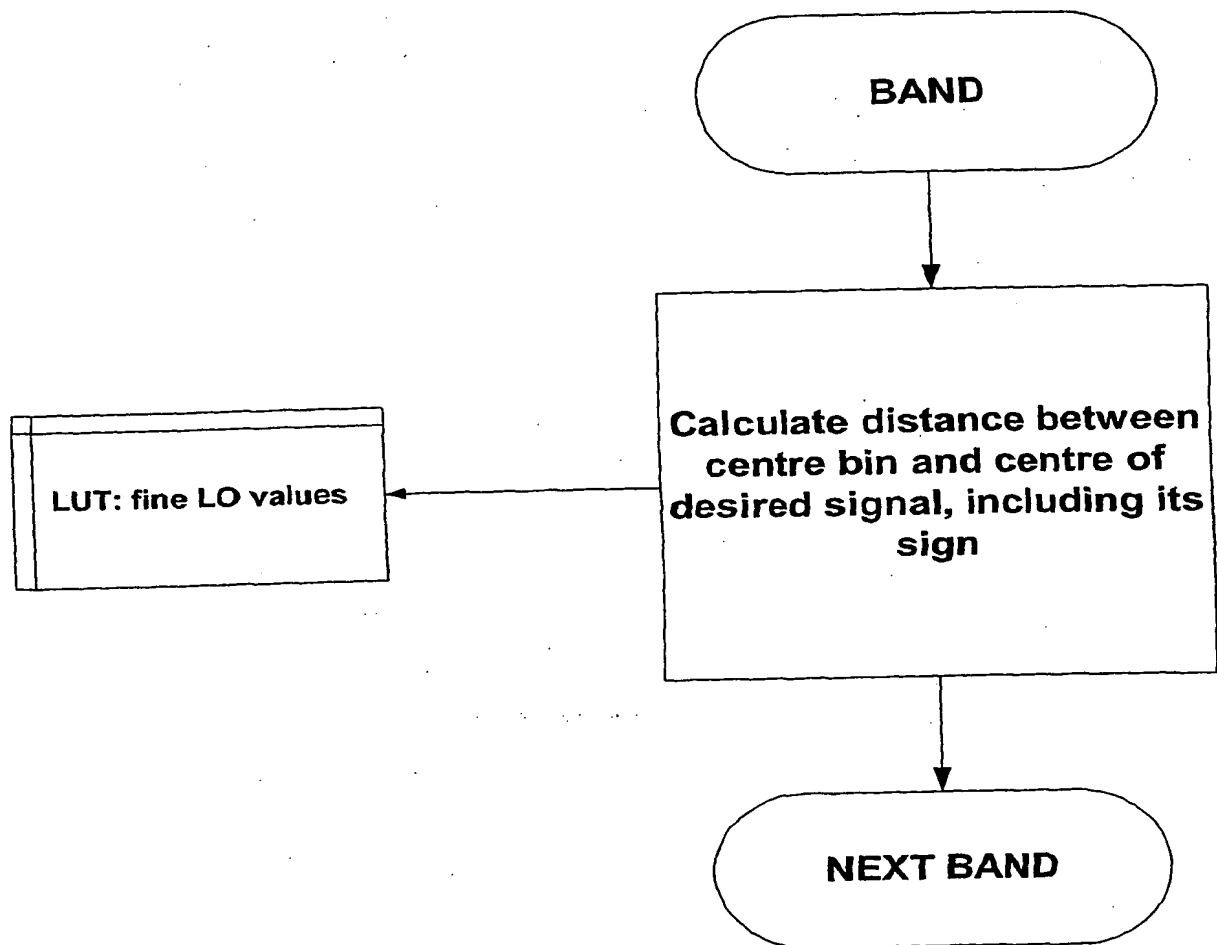 BAND
Calculate distance between
centre bin and centre of
desired signal, including its
sign
LUT: fine LO values
NEXT BAND